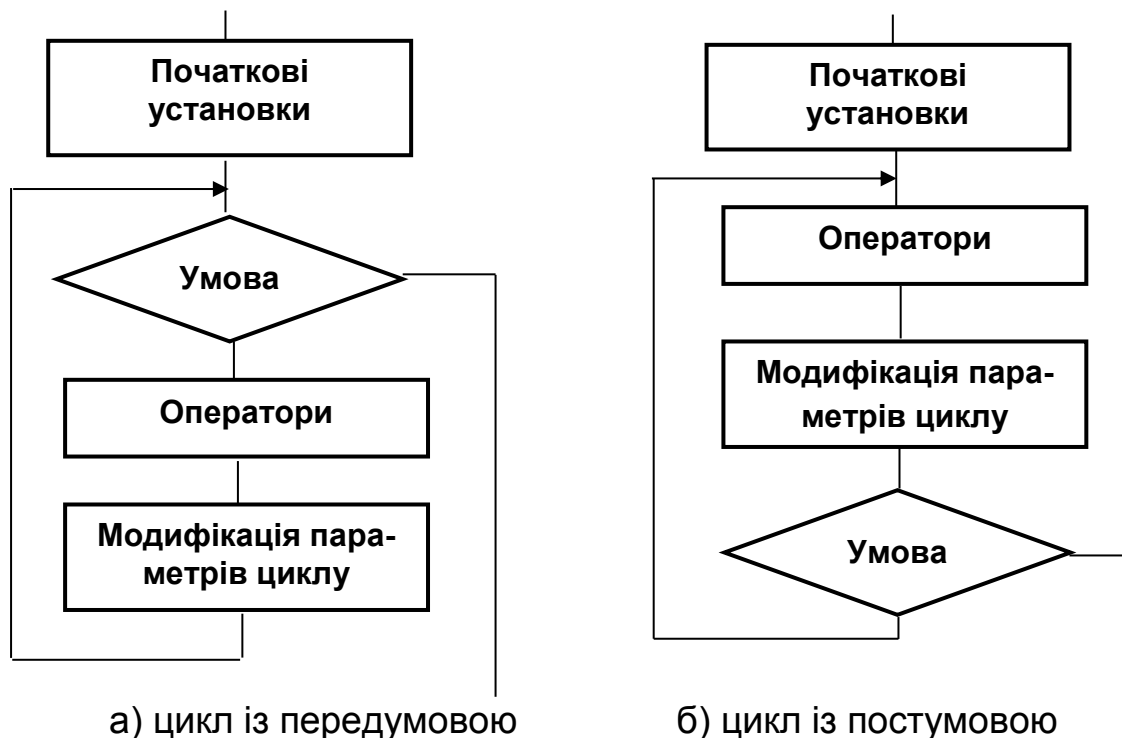 Початкові
установки
Умова
Оператори
Модифікація пара-
метрів циклу
а) цикл із передумовою
Початкові
установки
Оператори
Модифікація пара-
метрів циклу
Умова
б) цикл із постумовою